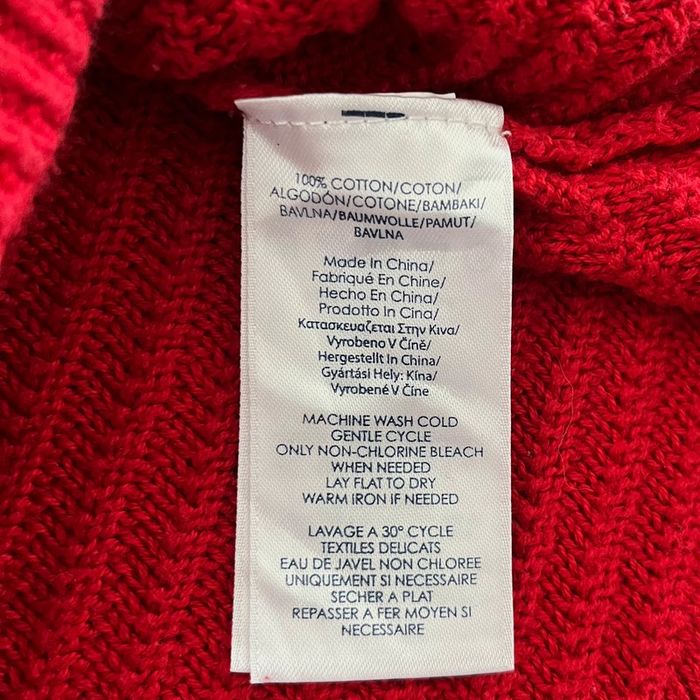 100% COTTON/COTON/
ALGODÓN/COTONE/BAMBAKI/
BAVLNA/BAUMWOLLE/PAMUT/
BAVLNA
Made In China/
Fabriqué En Chine/
Hecho En China/
Prodotto In Cina/
Κατασκευαζεται Στην Κινα/
Vyrobeno V Číně/
Hergestellt In China/
Gyártási Hely: Kína/
Vyrobené V Číne
MACHINE WASH COLD
GENTLE CYCLE
ONLY NON-CHLORINE BLEACH
WHEN NEEDED
LAY FLAT TO DRY
WARM IRON IF NEEDED
LAVAGE A 30° CYCLE
TEXTILES DELICATS
EAU DE JAVEL NON CHLOREE
UNIQUEMENT SI NECESSAIRE
SECHER A PLAT
REPASSER A FER MOYEN SI
NECESSAIRE